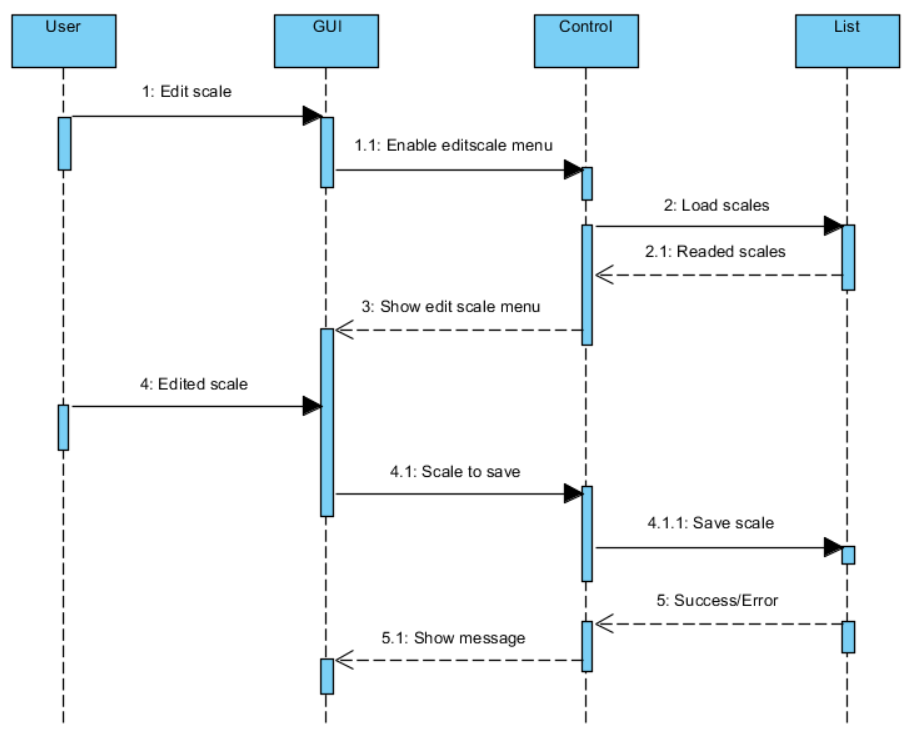 User
GUI
Control
List
1: Edit scale
1.1: Enable editscale menu
2: Load scales
2.1: Readed scales
3: Show edit scale menu
4: Edited scale
4.1: Scale to save
4.1.1: Save scale
5: Success/Error
5.1: Show message